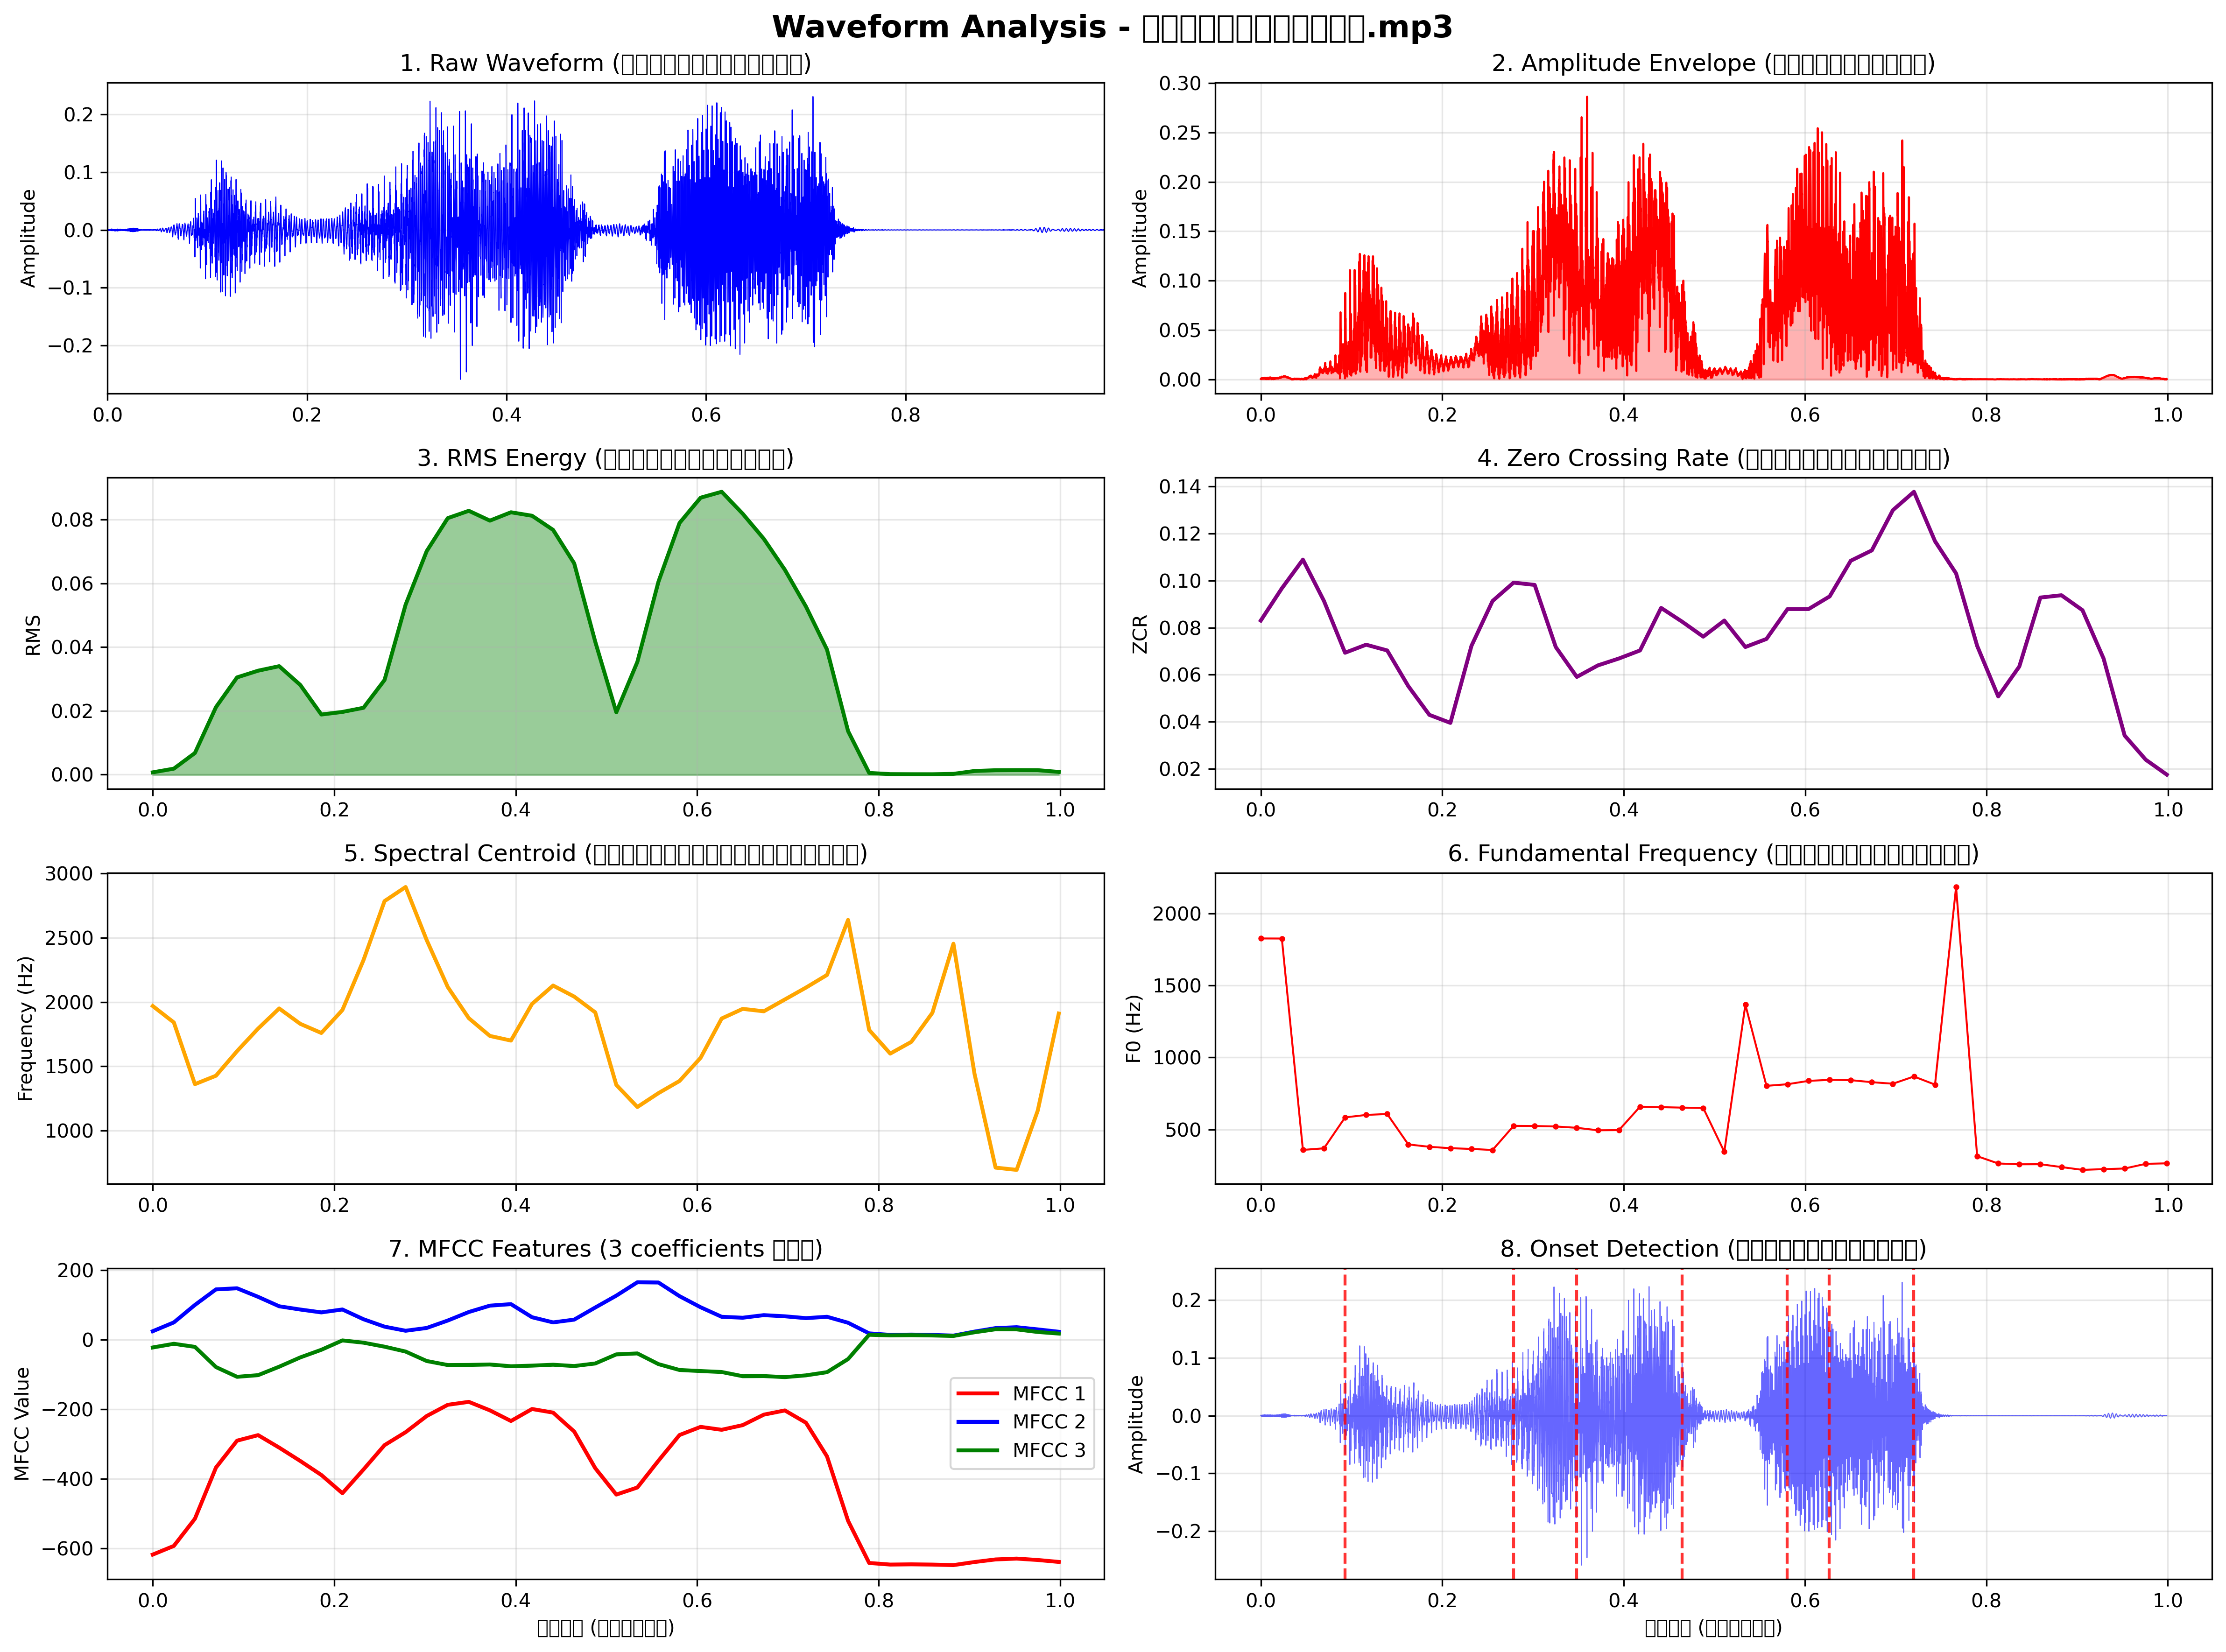 Waveform Analysis - .mp3
1. Raw Waveform
Amplitude
0.2
0.1
0.0
−0.1
−0.2
0.0 0.2 0.4 0.6 0.8
2. Amplitude Envelope
Amplitude
0.30
0.25
0.20
0.15
0.10
0.05
0.00
0.0 0.2 0.4 0.6 0.8 1.0
3. RMS Energy
RMS
0.08
0.06
0.04
0.02
0.00
0.0 0.2 0.4 0.6 0.8 1.0
4. Zero Crossing Rate
ZCR
0.14
0.12
0.10
0.08
0.06
0.04
0.02
0.0 0.2 0.4 0.6 0.8 1.0
5. Spectral Centroid
Frequency (Hz)
3000
2500
2000
1500
1000
0.0 0.2 0.4 0.6 0.8 1.0
6. Fundamental Frequency
F0 (Hz)
2000
1500
1000
500
0.0 0.2 0.4 0.6 0.8 1.0
7. MFCC Features (3 coefficients )
MFCC Value
200
0
−200
−400
−600
MFCC 1
MFCC 2
MFCC 3
0.0 0.2 0.4 0.6 0.8 1.0
8. Onset Detection
Amplitude
0.2
0.1
0.0
−0.1
−0.2
0.0 0.2 0.4 0.6 0.8 1.0